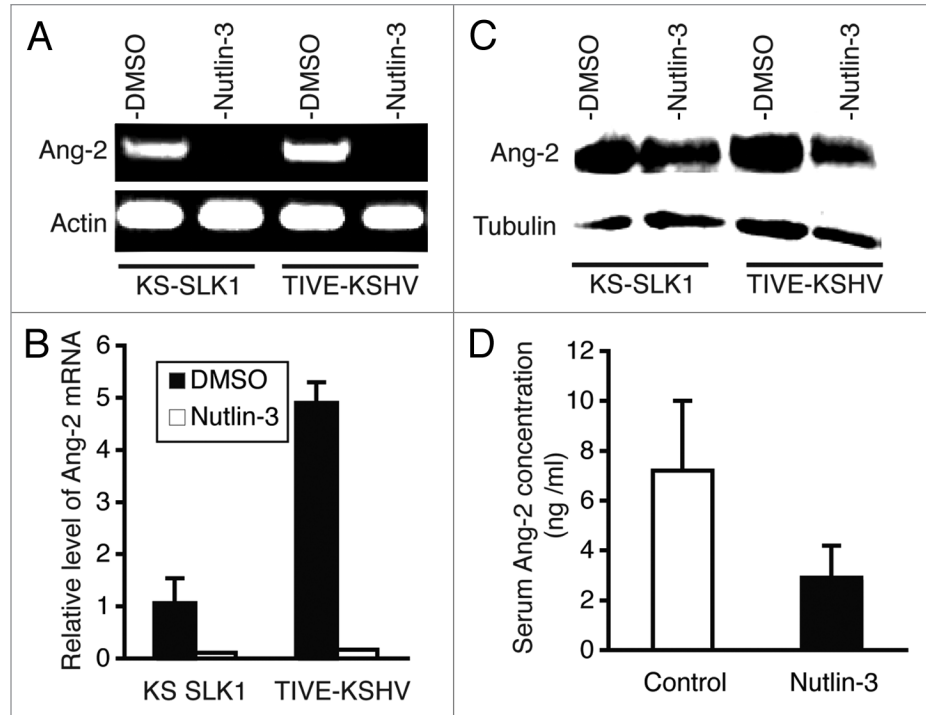 A
-DMSO
-Nutlin-3
-DMSO
-Nutlin-3
Ang-2
Actin
KS-SLK1
TIVE-KSHV
C
-DMSO
-Nutlin-3
-DMSO
-Nutlin-3
Ang-2
Tubulin
KS-SLK1
TIVE-KSHV
B
Relative level of Ang-2 mRNA
6
5
4
3
2
1
0
DMSO
Nutlin-3
KS SLK1
TIVE-KSHV
D
Serum Ang-2 concentration
(ng /ml)
12
10
8
6
4
2
0
Control
Nutlin-3